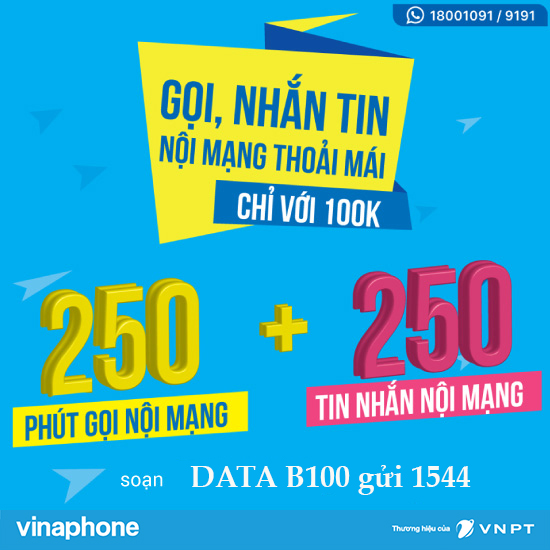 18001091 / 9191
GỌI, NHẮN TIN
NỘI MẠNG THOẢI MÁI
CHỈ VỚI 100K
250 + 250
PHÚT GỌI NỘI MẠNG
TIN NHẮN NỘI MẠNG
soạn DATA B100 gửi 1544
vinaphone
Thương hiệu của VNPT